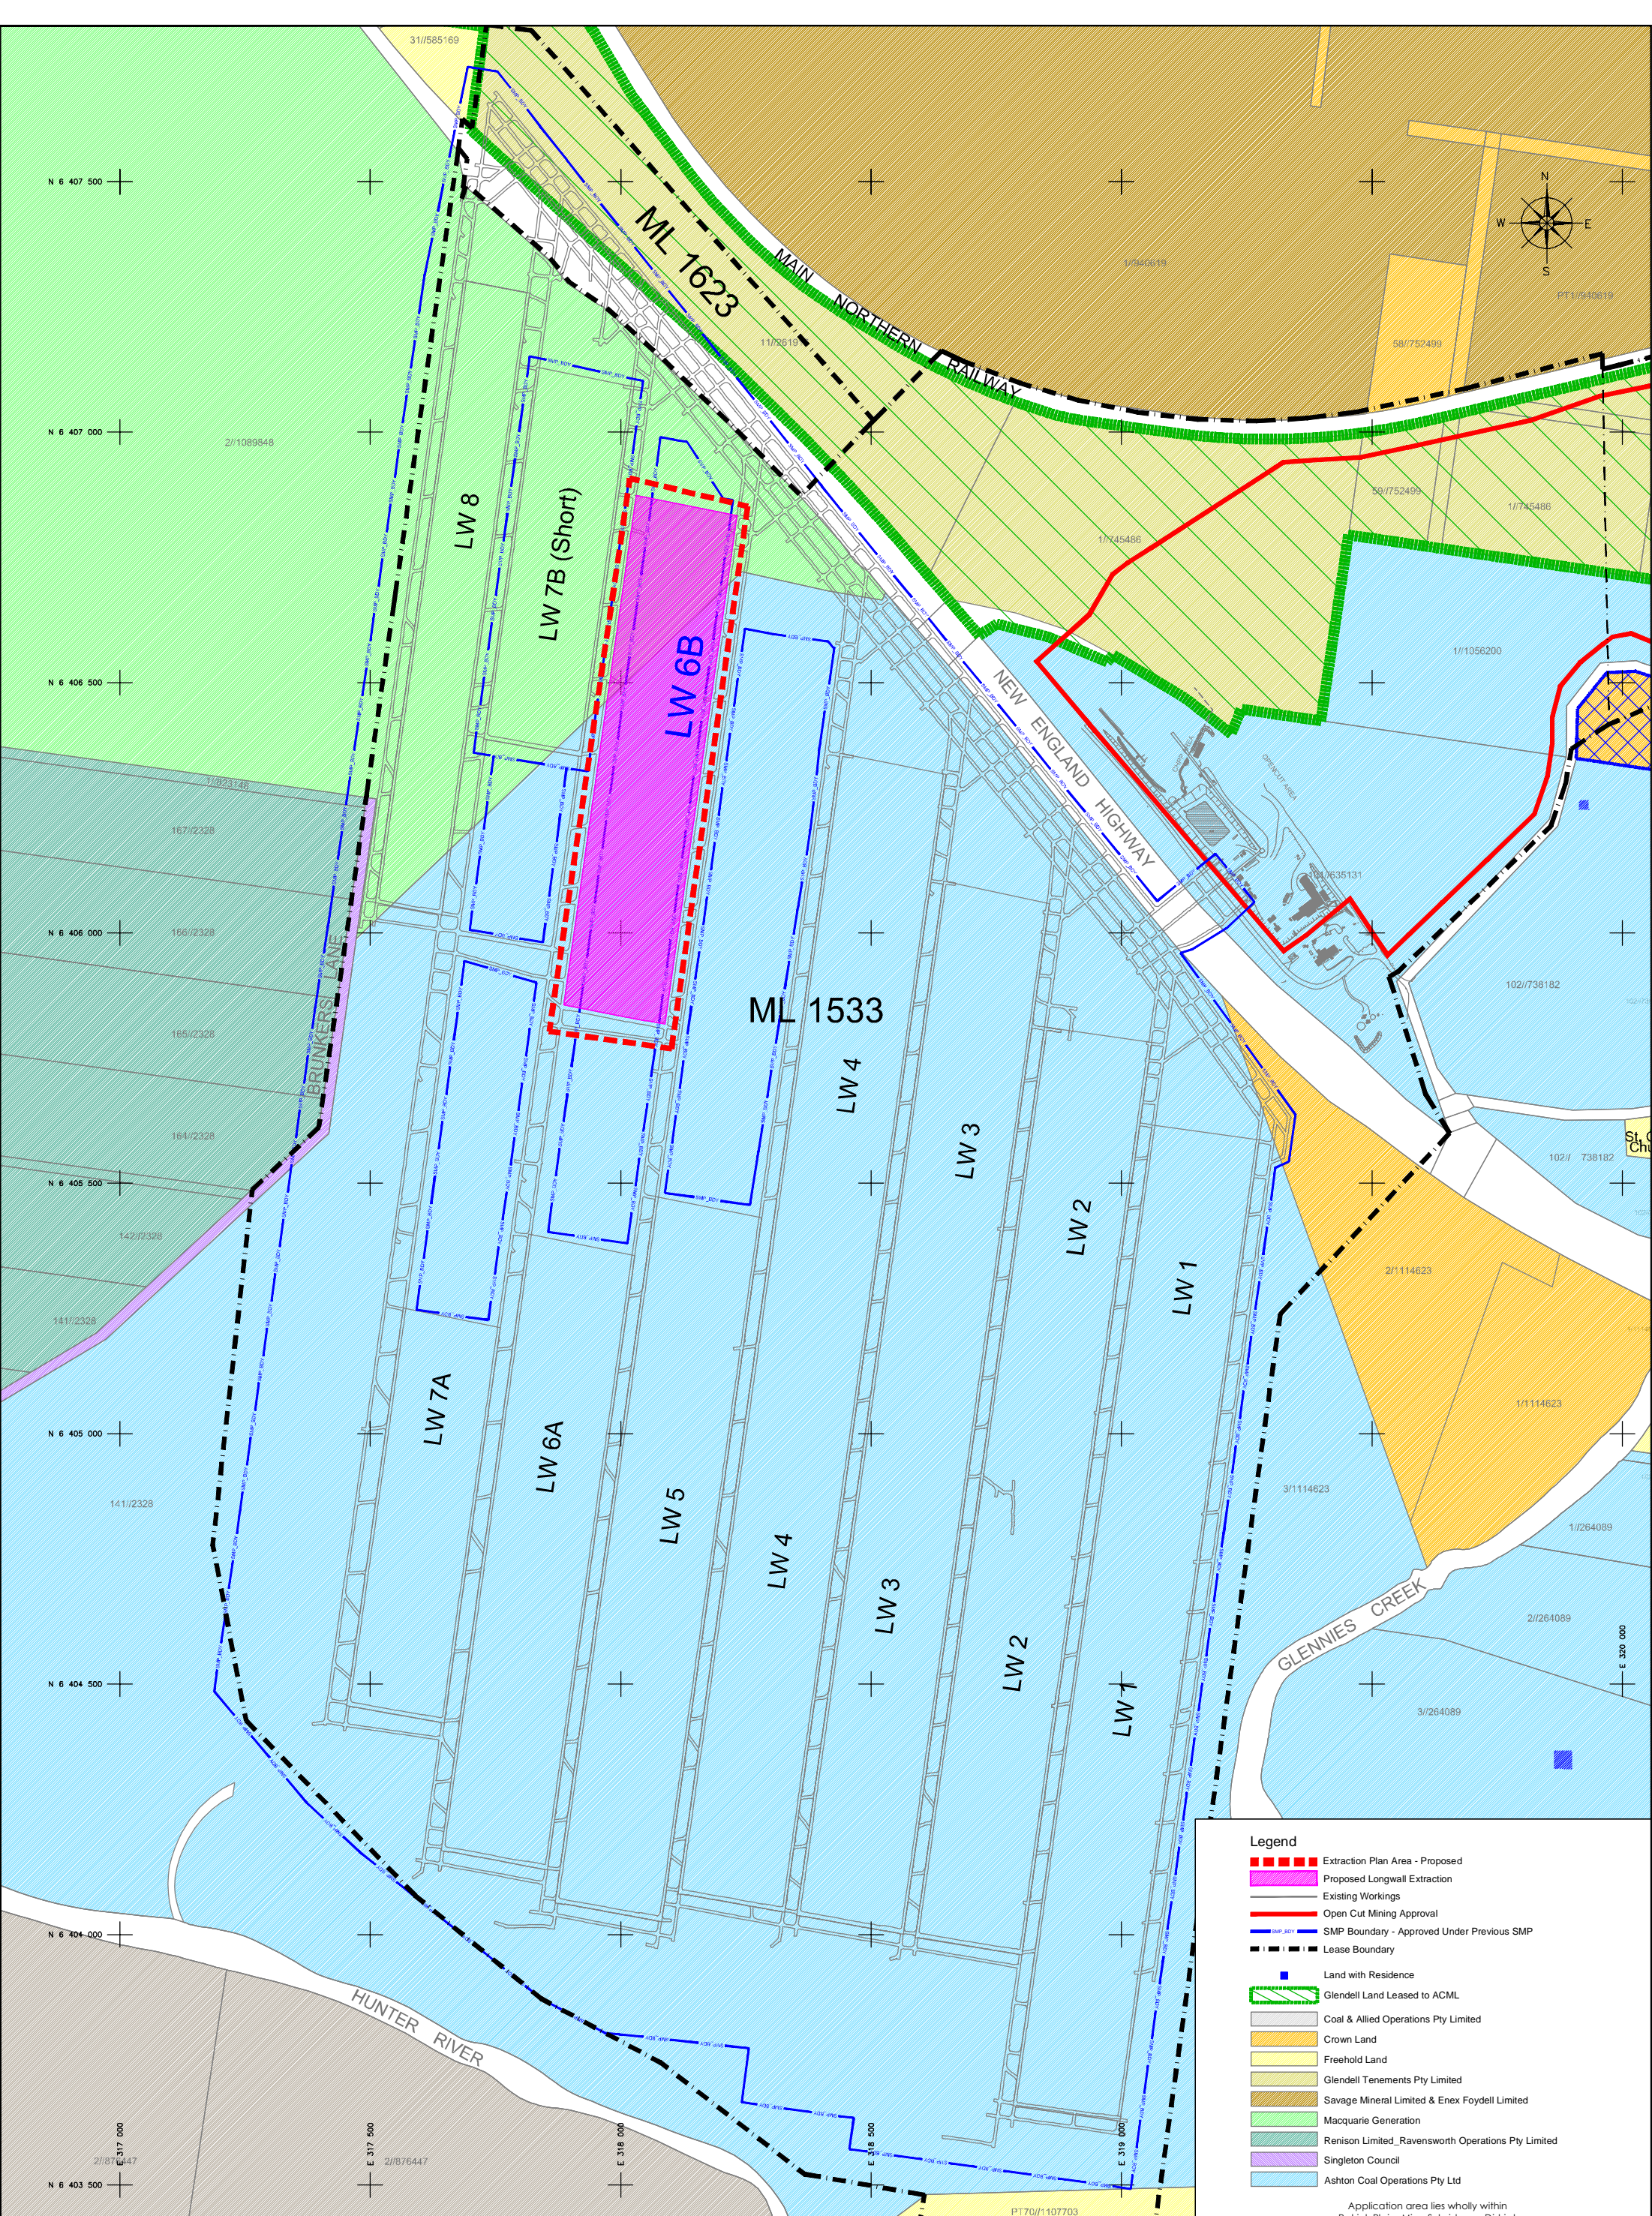 31//585169
N 6 407 500
N
W
E
S
ML 1623
MAIN NORTHERN RAILWAY
1//940619
PT1//940619
11//2619
58//752499
N 6 407 000
2//1089848
LW 8
LW 7B (Short)
59//752499
1//745486
1//745486
LW 6B
N 6 406 500
1//1056200
NEW ENGLAND HIGHWAY
OPENCUT AREA
1//823148
167//2328
104//635131
166//2328
N 6 406 000
BRUNKERS LANE
102//738182
165//2328
ML 1533
LW 4
164//2328
LW 3
St. C
Chu
102// 738182
N 6 405 500
LW 2
142//2328
LW 1
2/1114623
141//2328
LW 7A
1/1114623
N 6 405 000
LW 6A
3/1114623
141//2328
LW 5
1//264089
LW 4
LW 3
GLENNIES CREEK
2//264089
LW 2
E 320 000
N 6 404 500
LW 1
3//264089
Legend
Extraction Plan Area - Proposed
Proposed Longwall Extraction
Existing Workings
Open Cut Mining Approval
SMP_BDY SMP Boundary - Approved Under Previous SMP
Lease Boundary
Land with Residence
Glendell Land Leased to ACML
Coal & Allied Operations Pty Limited
Crown Land
Freehold Land
Glendell Tenements Pty Limited
Savage Mineral Limited & Enex Foydell Limited
Macquarie Generation
Renison Limited_Ravensworth Operations Pty Limited
Singleton Council
Ashton Coal Operations Pty Ltd
Application area lies wholly within
N 6 404 000
HUNTER RIVER
E 317 000
E 317 500
E 318 000
E 318 500
E 319 000
2//876447
2//876447
N 6 403 500
PT70//1107703